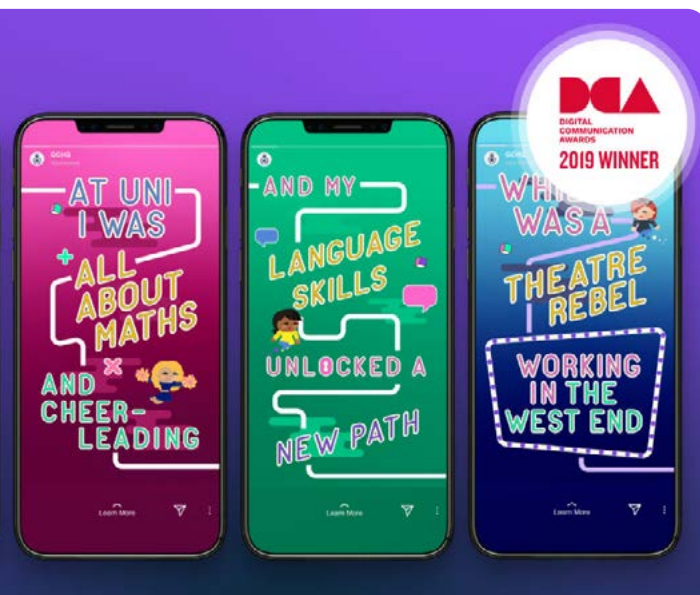 GCHQ
AT UNI
I WAS
ALL
ABOUT
MATHS
AND
CHEER-
LEADING
Learn More
AND MY
LANGUAGE
SKILLS
UNLOCKED A
NEW PATH
Learn More
WAS A
THEATRE
REBEL
WORKING
IN THE
WEST END
Learn More
DCA
DIGITAL
COMMUNICATION
AWARDS
2019 WINNER